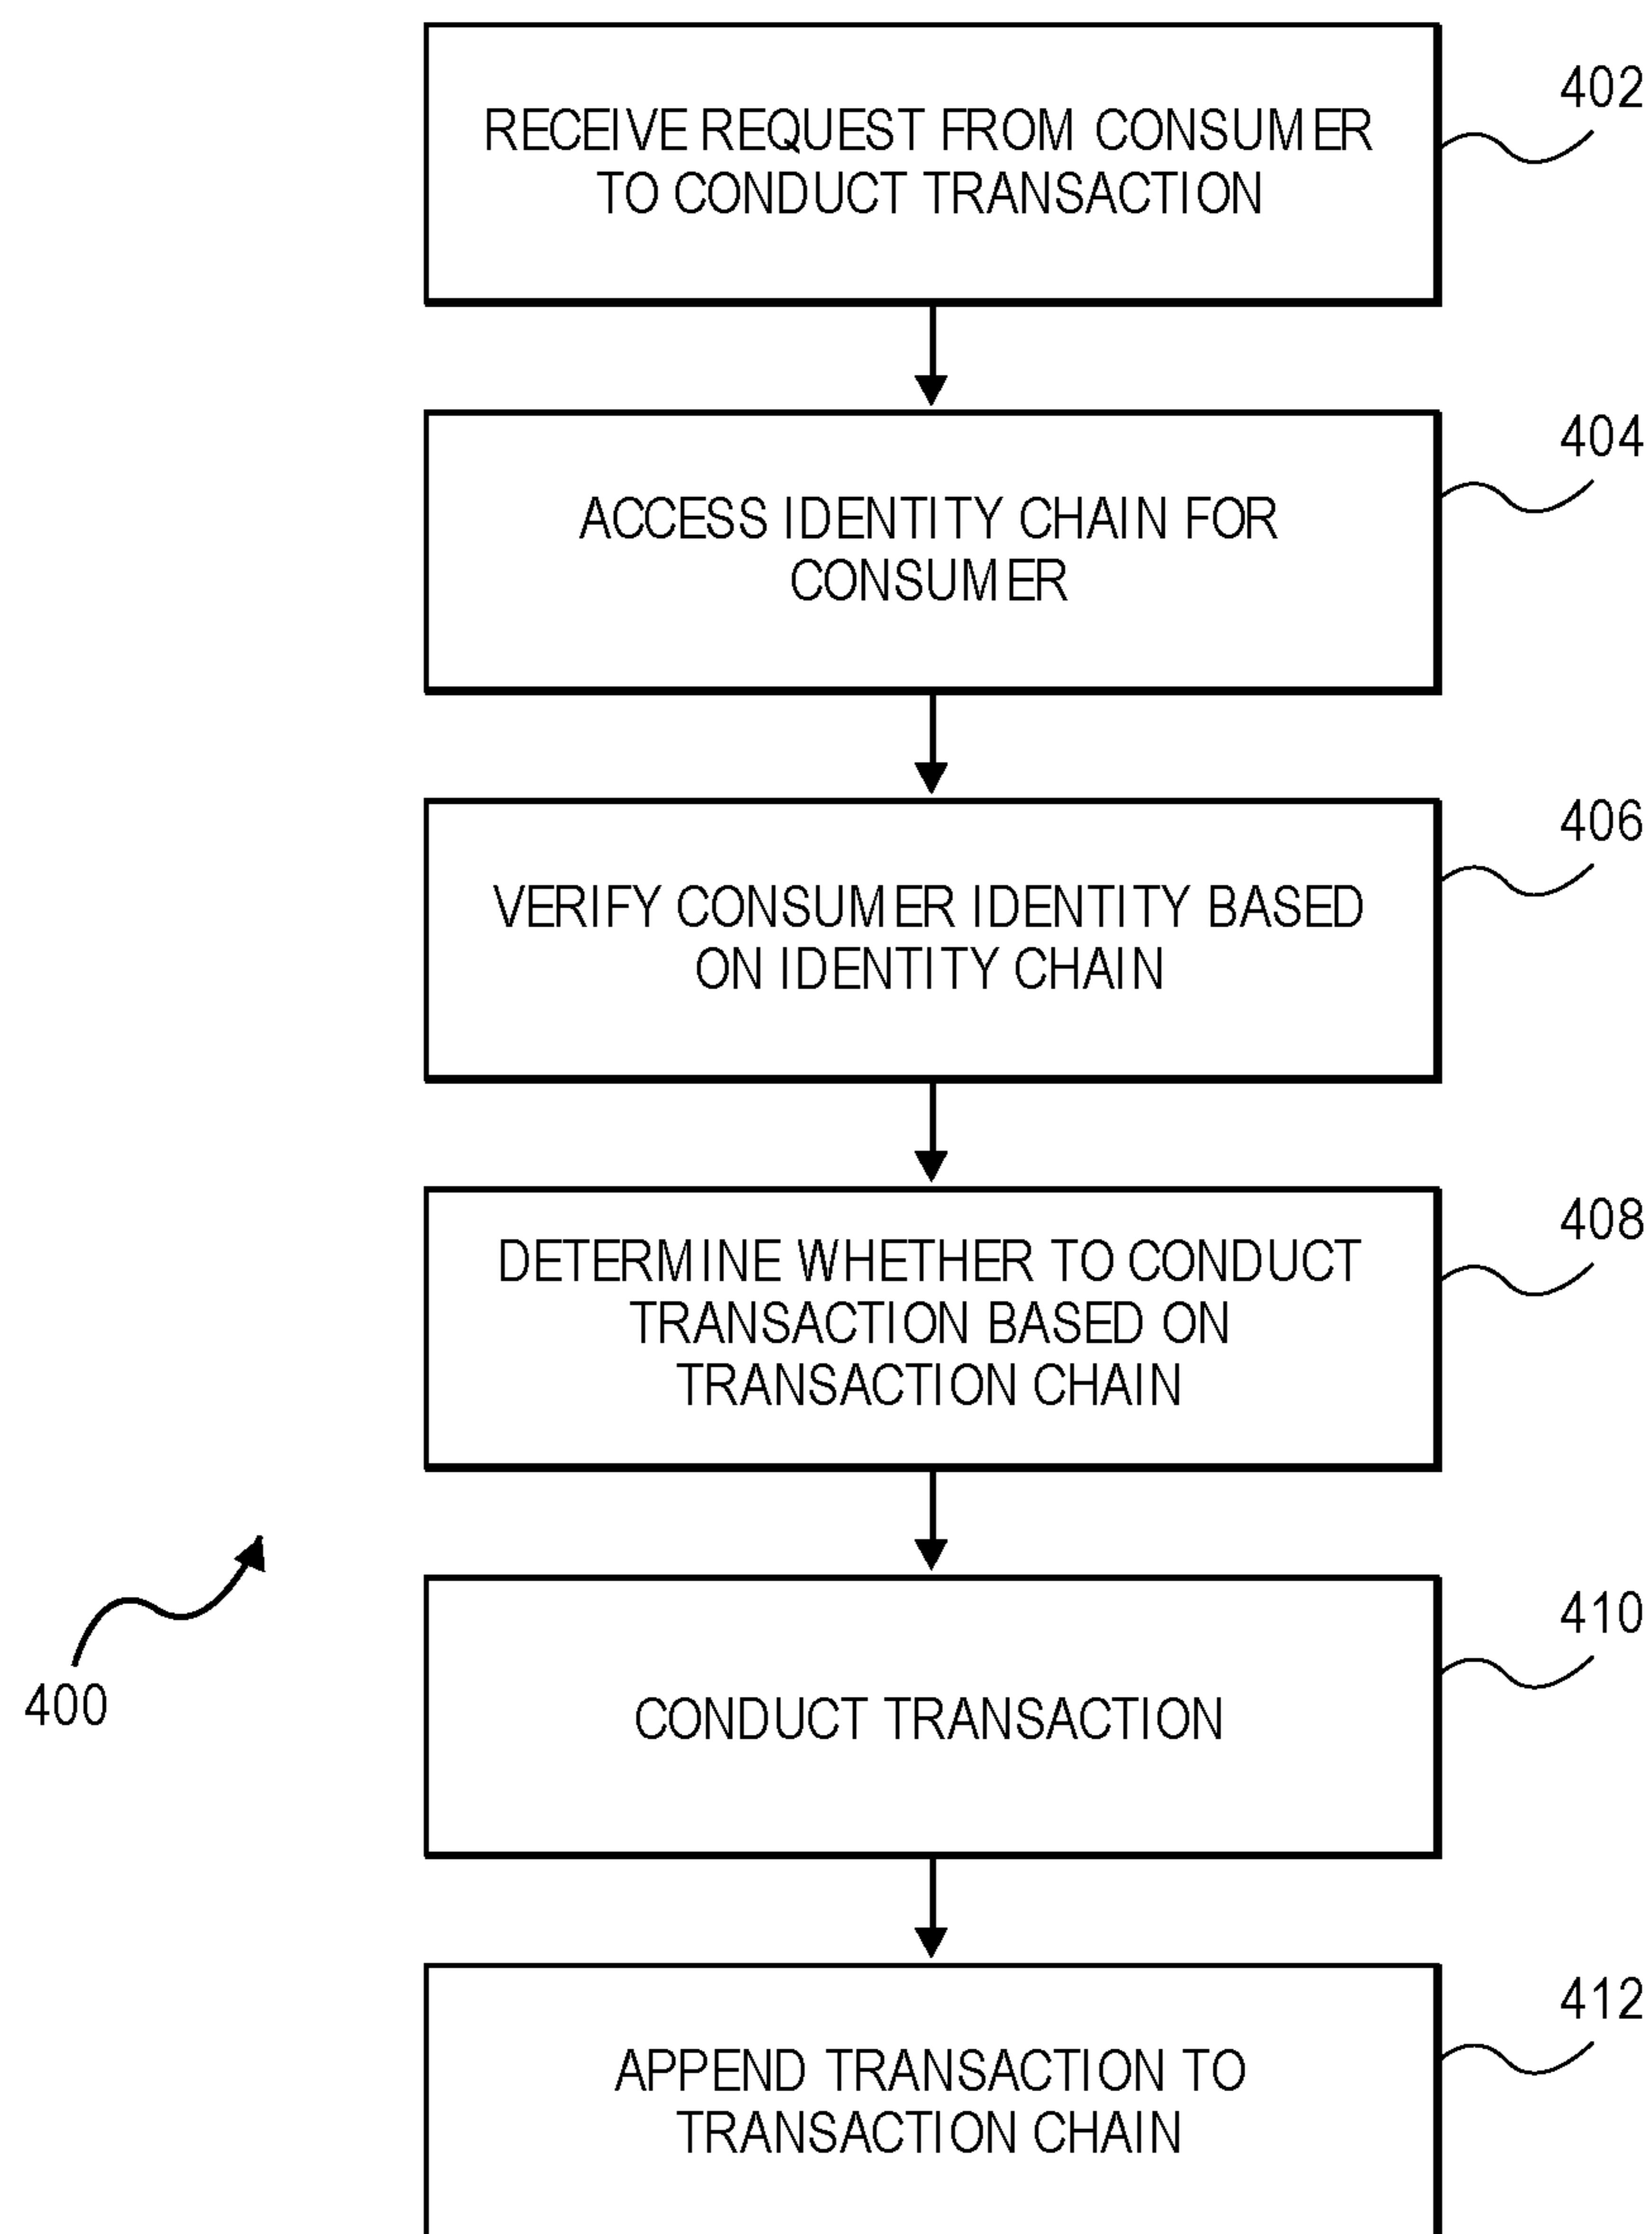 RECEIVE REQUEST FROM CONSUMER
TO CONDUCT TRANSACTION
402
ACCESS IDENTITY CHAIN FOR
CONSUMER
404
VERIFY CONSUMER IDENTITY BASED
ON IDENTITY CHAIN
406
DETERMINE WHETHER TO CONDUCT
TRANSACTION BASED ON
TRANSACTION CHAIN
408
400
CONDUCT TRANSACTION
410
APPEND TRANSACTION TO
TRANSACTION CHAIN
412